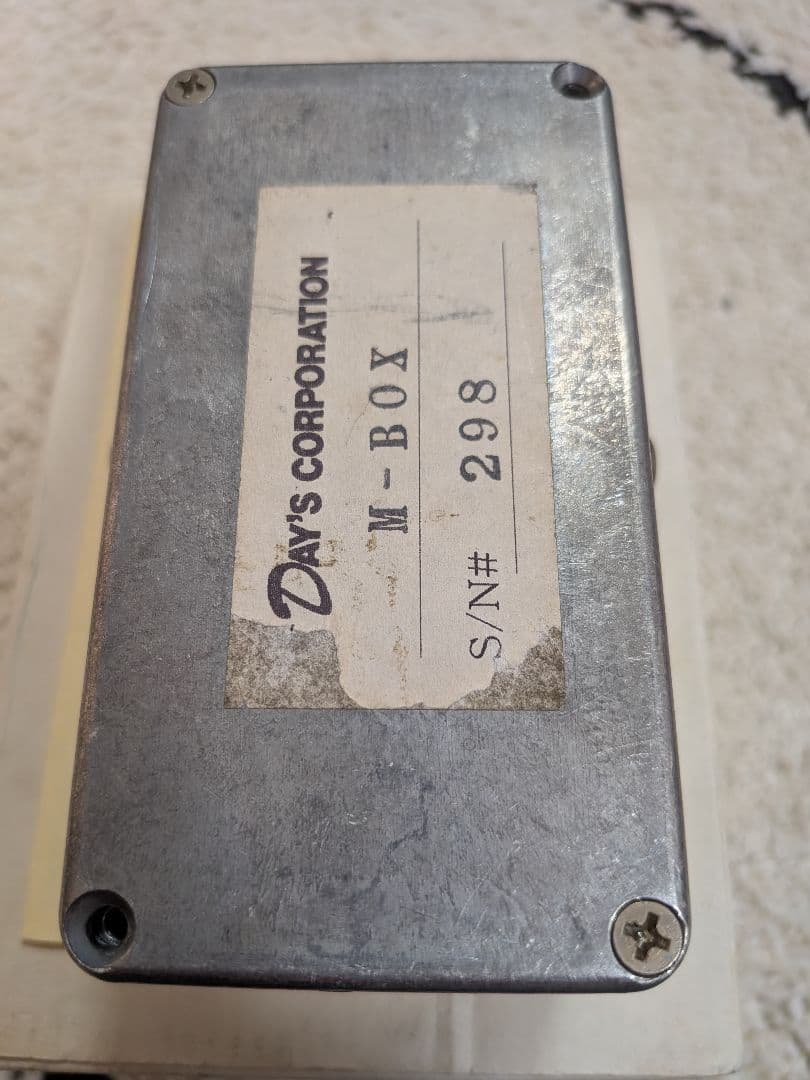 DAY'S CORPORATION
M-BOX
S/N# 298